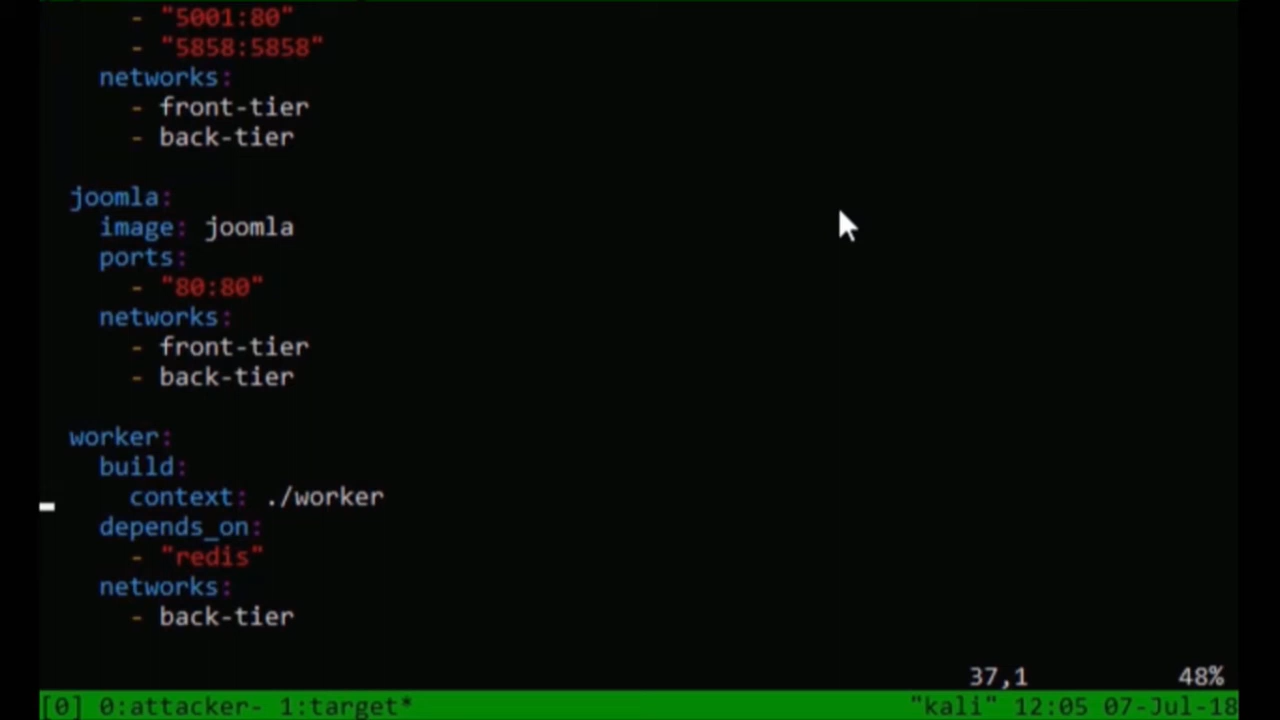 - "5001:80"
      - "5858:5858"
    networks:
      - front-tier
      - back-tier

  joomla:
    image: joomla
    ports:
      - "80:80"
    networks:
      - front-tier
      - back-tier

  worker:
    build:
      context: ./worker
    depends_on:
      - "redis"
    networks:
      - back-tier

37,1 48%
[0] 0:attacker- 1:target* "kali" 12:05 07-Jul-18